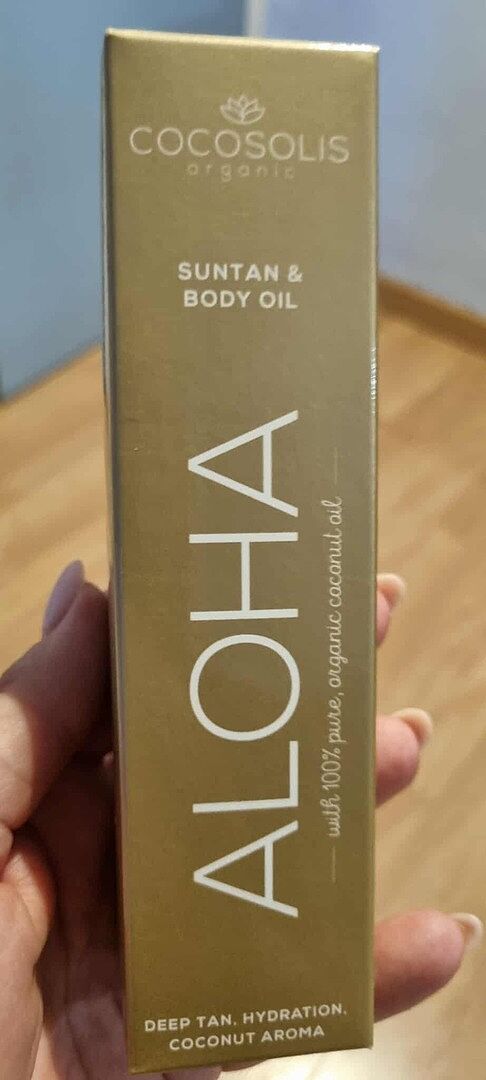 COCOSOLIS
organic
SUNTAN &
BODY OIL
ALOHA
with 100% pure, organic coconut oil
DEEP TAN, HYDRATION,
COCONUT AROMA